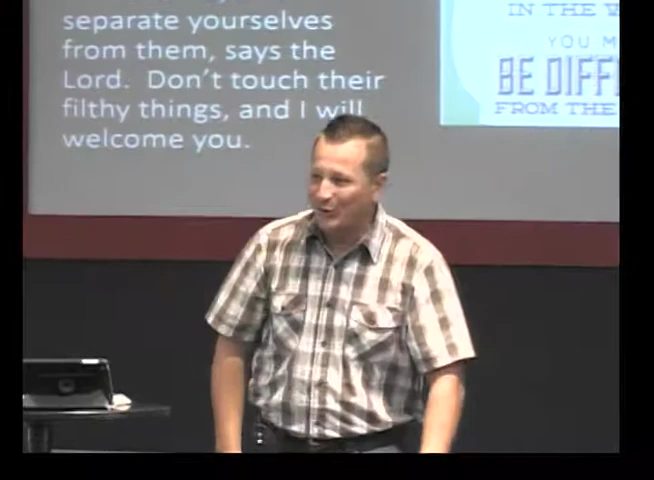 separate yourselves
from them, says the
Lord. Don't touch their
filthy things, and I will
welcome you.
IN THE
YOU
BE
FROM THE